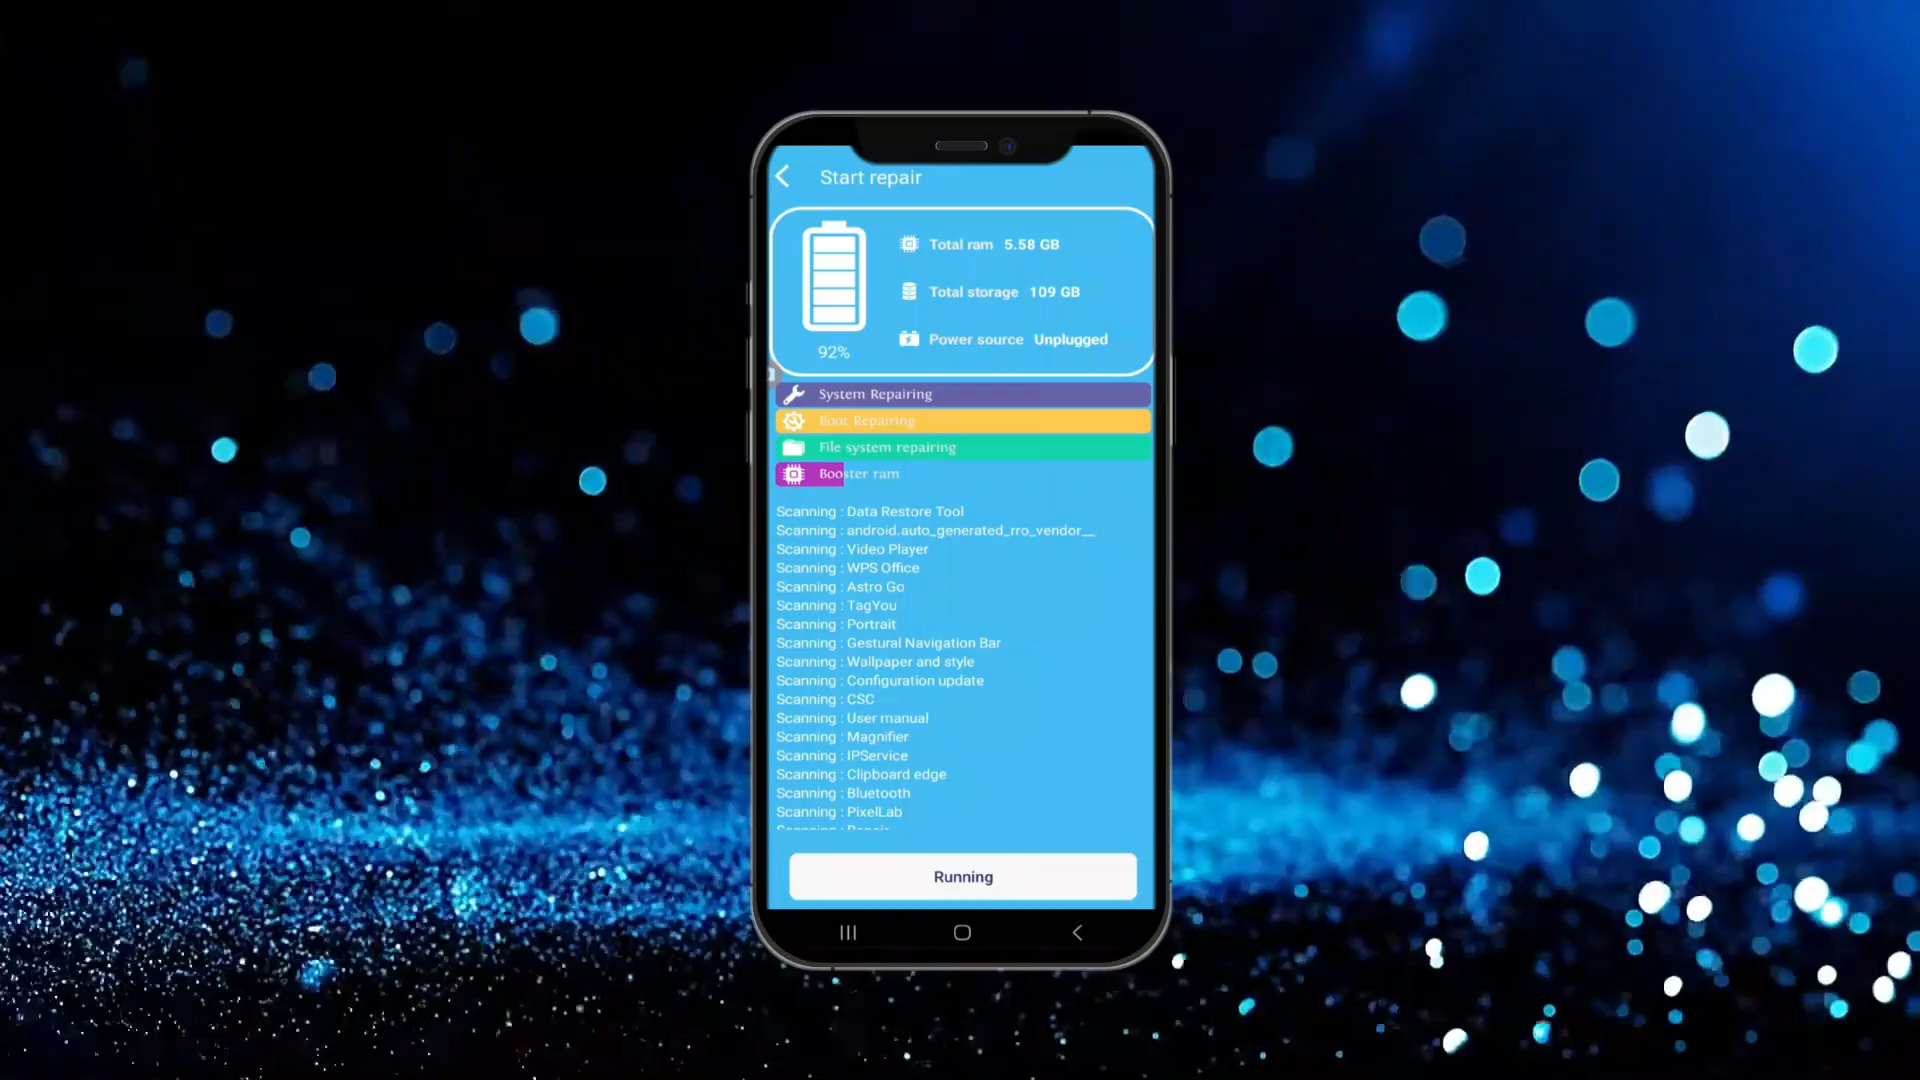 Start repair
Total ram 5.58 GB
Total storage 109 GB
Power source Unplugged
92%
System Repairing
Boot Repairing
File system repairing
Booster ram
Scanning : Data Restore Tool
Scanning : android.auto_generated_rro_vendor__
Scanning : Video Player
Scanning : WPS Office
Scanning : Astro Go
Scanning : TagYou
Scanning : Portrait
Scanning : Gestural Navigation Bar
Scanning : Wallpaper and style
Scanning : Configuration update
Scanning : CSC
Scanning : User manual
Scanning : Magnifier
Scanning : IPService
Scanning : Clipboard edge
Scanning : Bluetooth
Scanning : PixelLab
Scanning : Repair
Running